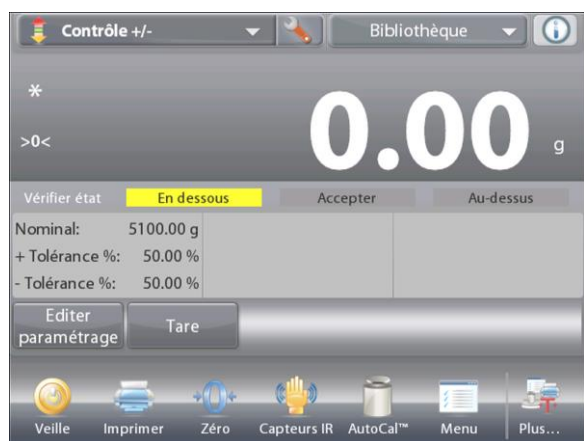 Contrôle +/-
Bibliothèque
*
>0<
0.00 g
Vérifier état En dessous Accepter Au-dessus
Nominal: 5100.00 g
+ Tolérance %: 50.00 %
- Tolérance %: 50.00 %
Editer
paramétrage
Tare
Veille Imprimer Zéro Capteurs IR AutoCal™ Menu Plus...